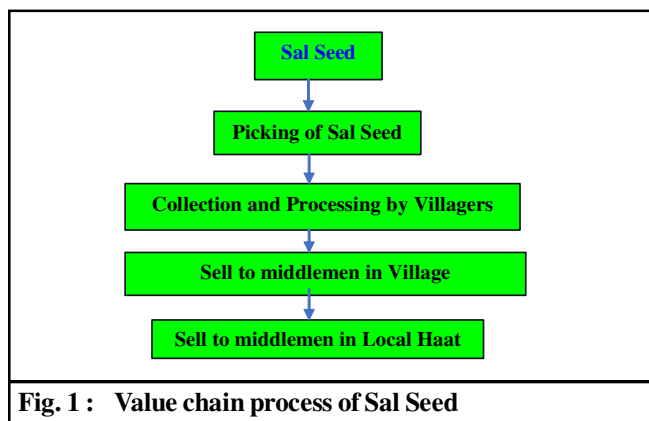 Sal Seed
Picking of Sal Seed
Collection and Processing by Villagers
Sell to middlemen in Village
Sell to middlemen in Local Haat
Fig. 1 : Value chain process of Sal Seed